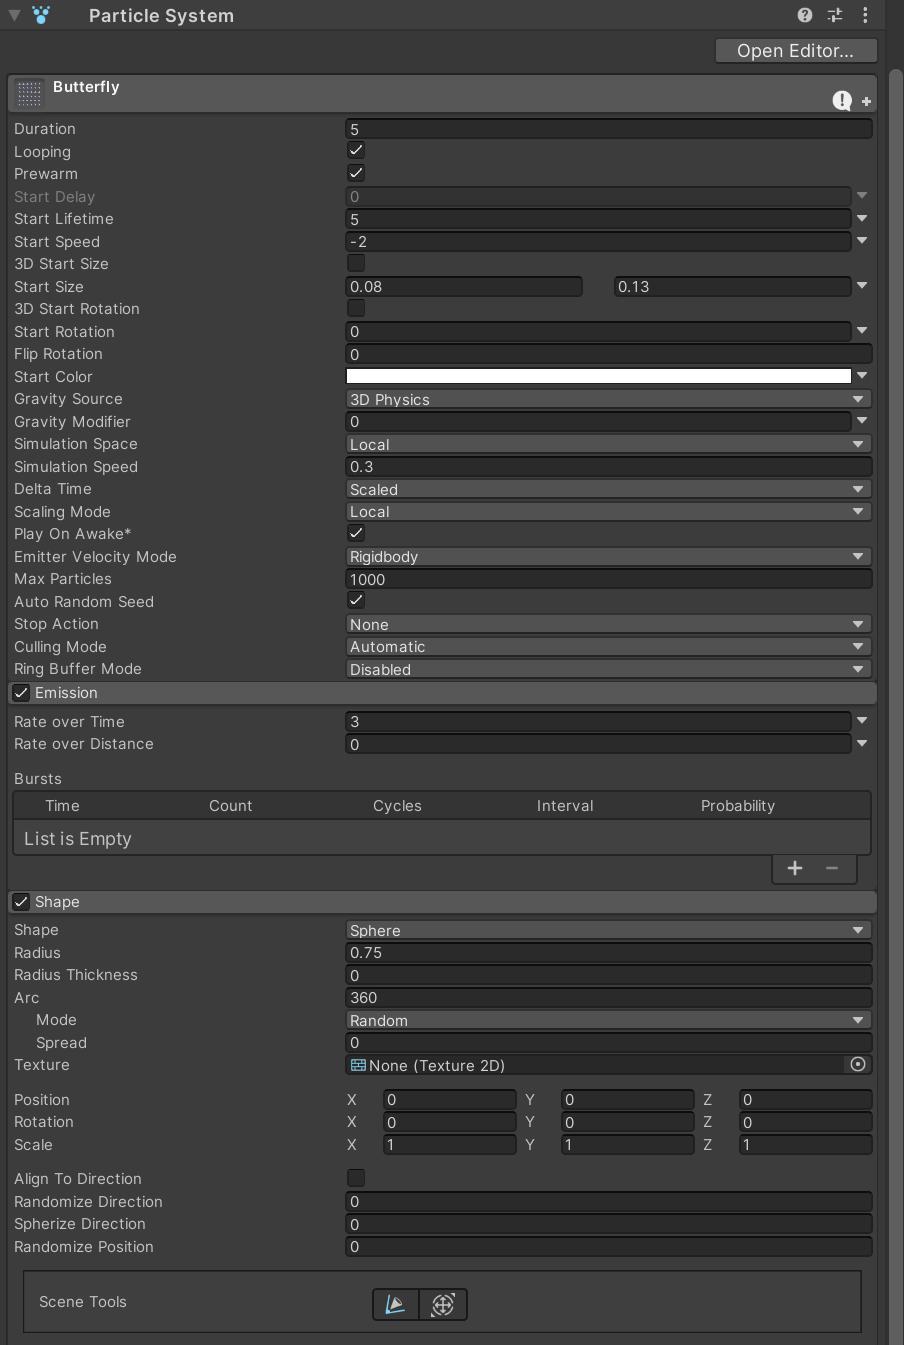 Particle System
Open Editor...
Butterfly
Duration 5
Looping
Prewarm
Start Delay 0
Start Lifetime 5
Start Speed -2
3D Start Size
Start Size 0.08 0.13
3D Start Rotation
Start Rotation 0
Flip Rotation 0
Start Color
Gravity Source 3D Physics
Gravity Modifier 0
Simulation Space Local
Simulation Speed 0.3
Delta Time Scaled
Scaling Mode Local
Play On Awake*
Emitter Velocity Mode Rigidbody
Max Particles 1000
Auto Random Seed
Stop Action None
Culling Mode Automatic
Ring Buffer Mode Disabled
Emission
Rate over Time 3
Rate over Distance 0
Bursts
Time Count Cycles Interval Probability
List is Empty
Shape
Shape Sphere
Radius 0.75
Radius Thickness 0
Arc 360
Mode Random
Spread 0
Texture None (Texture 2D)
Position X 0 Y 0 Z 0
Rotation X 0 Y 0 Z 0
Scale X 1 Y 1 Z 1
Align To Direction
Randomize Direction 0
Spherize Direction 0
Randomize Position 0
Scene Tools